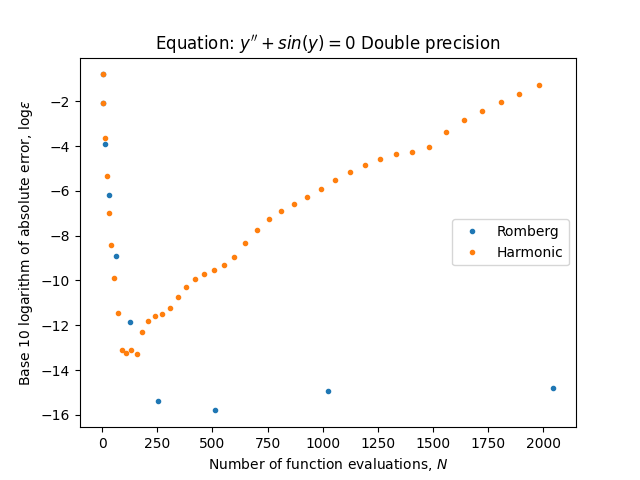 Equation: y'' + sin(y) = 0 Double precision
Base 10 logarithm of absolute error, logε
−2
−4
−6
−8
−10
−12
−14
−16
Romberg
Harmonic
0 250 500 750 1000 1250 1500 1750 2000
Number of function evaluations, N